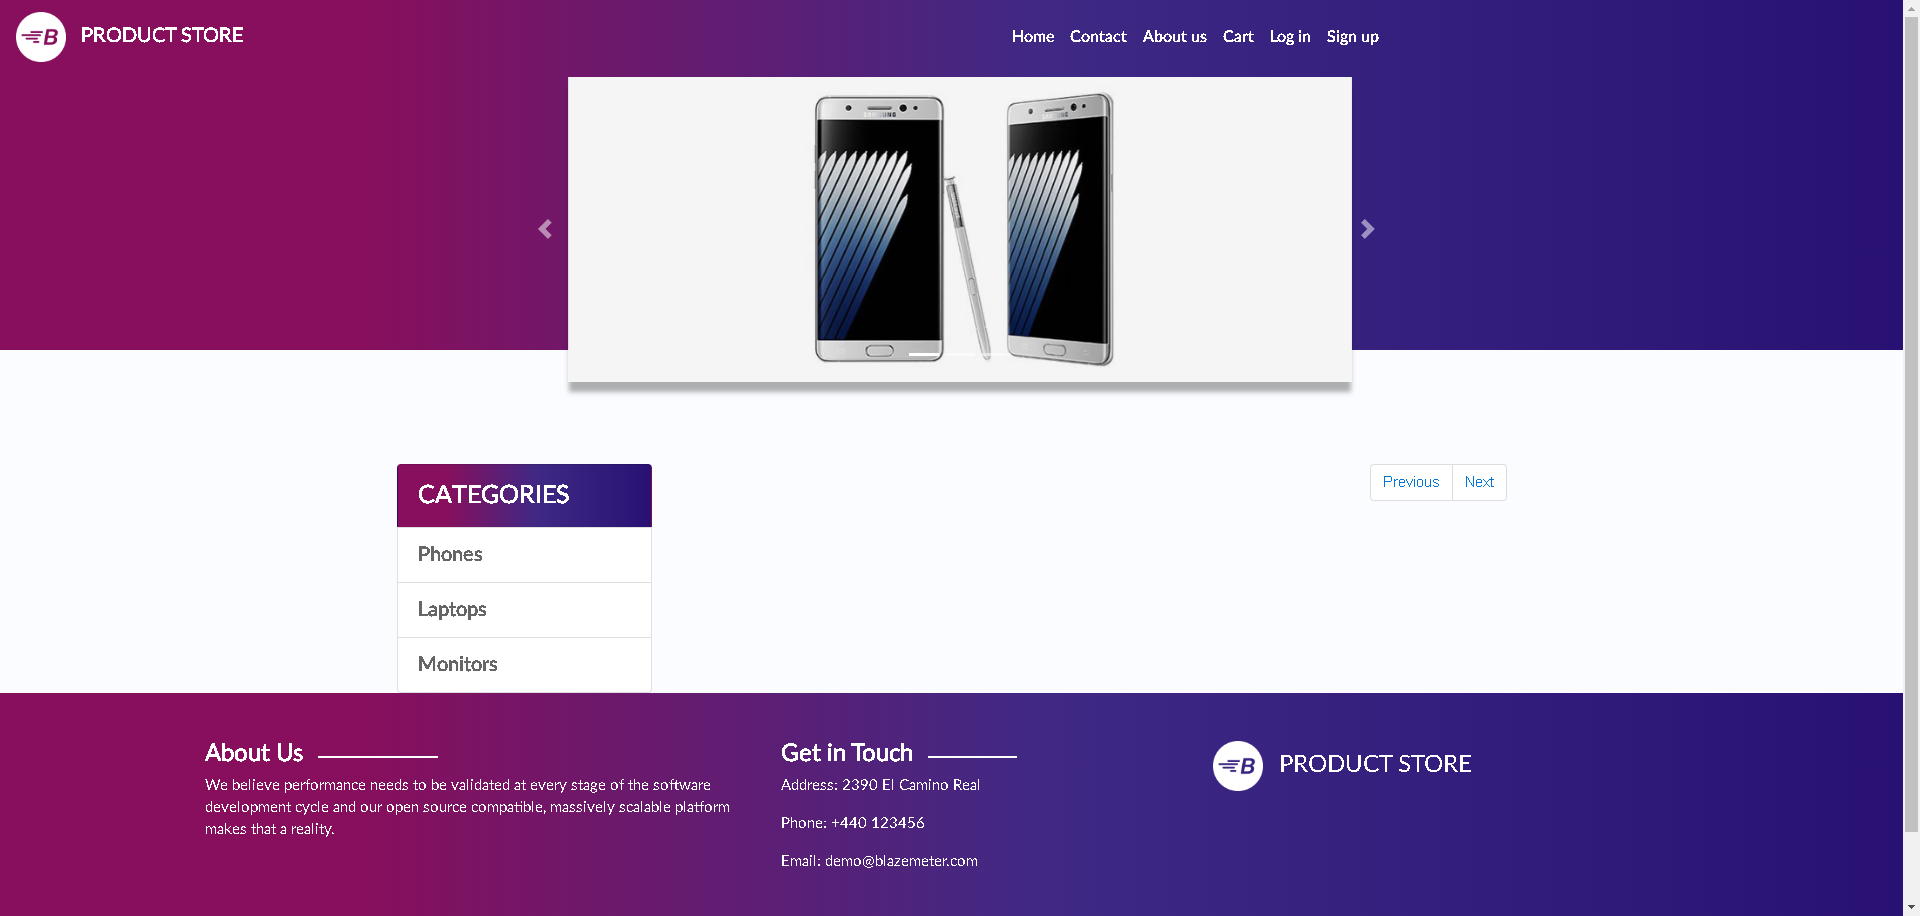 B PRODUCT STORE
Home Contact About us Cart Log in Sign up
SAMSUNG SAMSUNG
CATEGORIES
Previous Next
Phones
Laptops
Monitors
About Us
We believe performance needs to be validated at every stage of the software
development cycle and our open source compatible, massively scalable platform
makes that a reality.
Get in Touch
Address: 2390 El Camino Real
Phone: +440 123456
Email: demo@blazemeter.com
B PRODUCT STORE